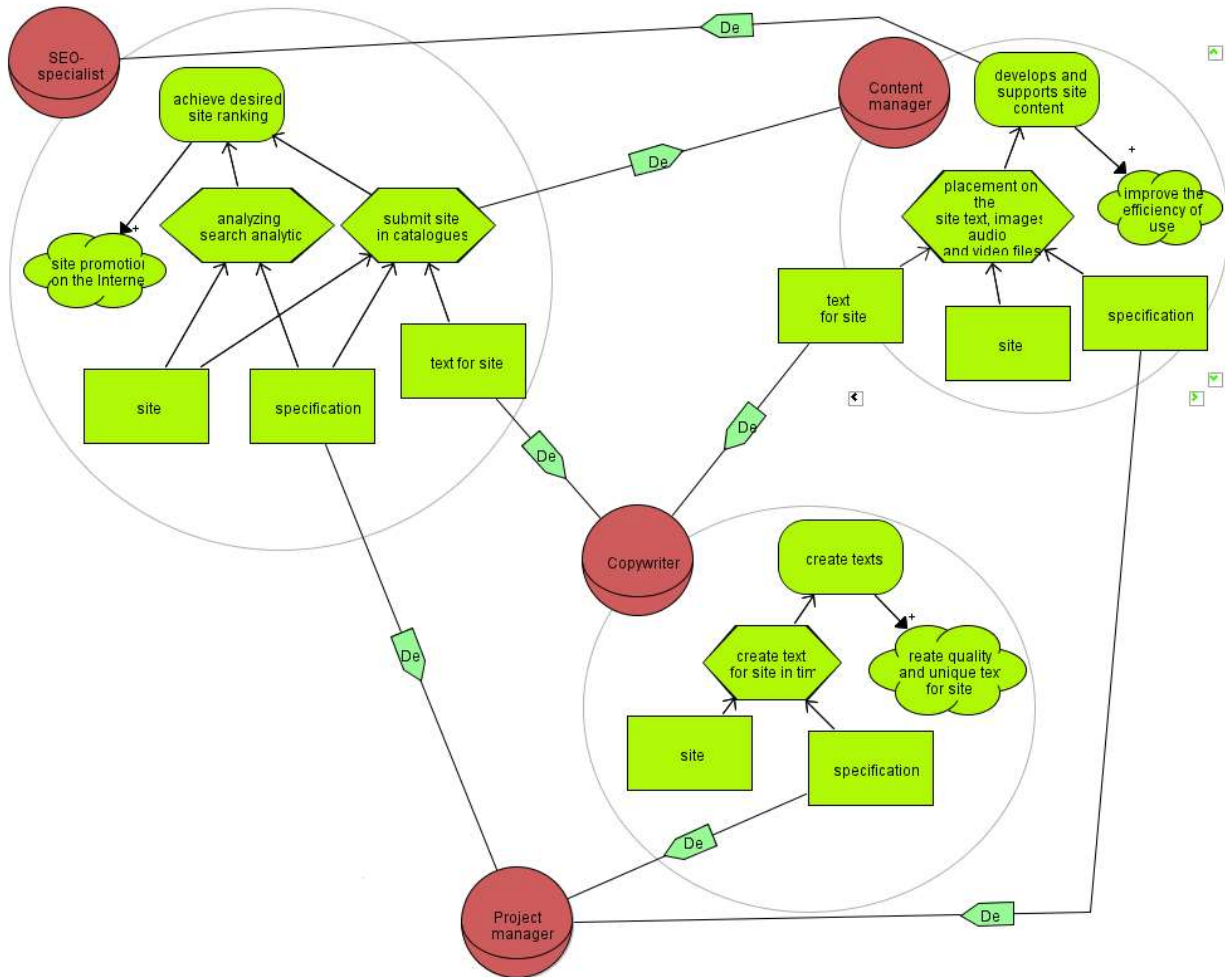 De
SEO-
specialist
achieve desired
site ranking
Content
manager
develops and
supports site
content
De
+
placement on
the
site text, images
audio
and video files
improve the
efficiency of
use
analyzing
search analytic
submit site
in catalogues
+
site promotion
on the Interne
text
for site
specification
site
text for site
site
specification
De
De
Copywriter
create texts
+
De
create text
for site in tim
reate quality
and unique tex
for site
site
specification
De
Project
manager
De